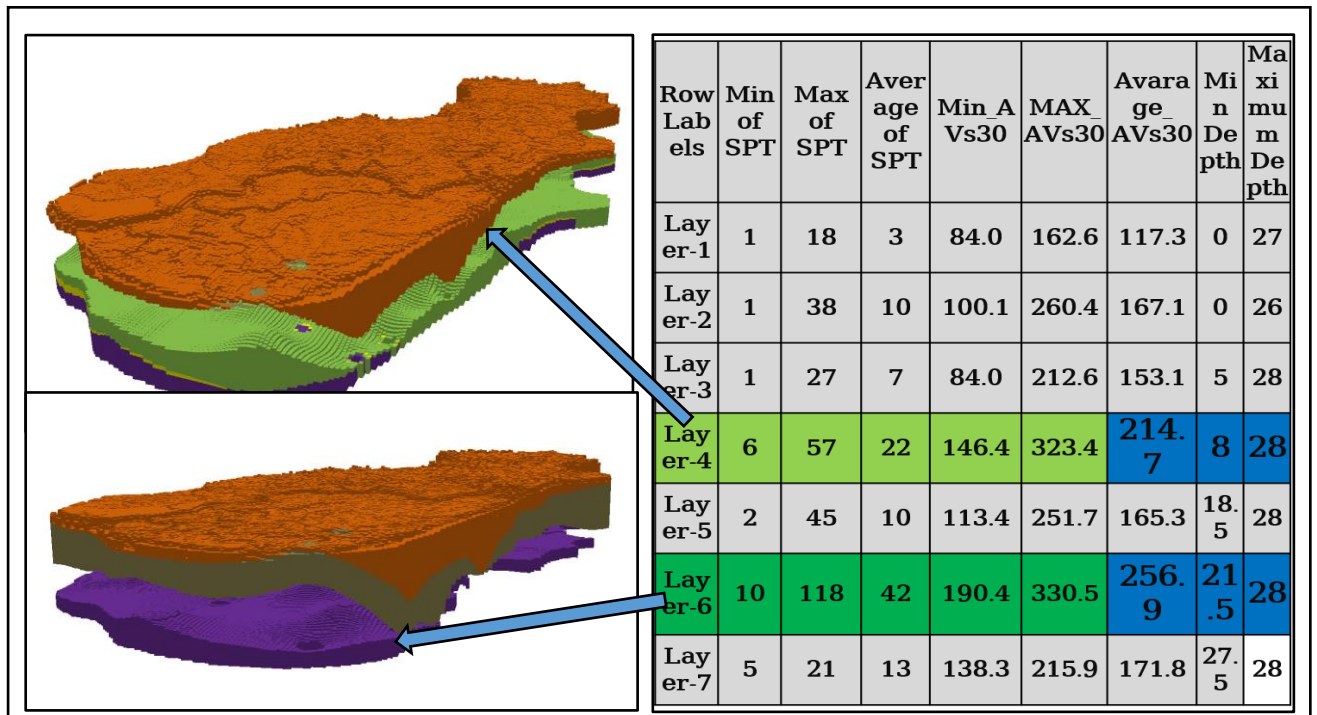 Row Lab els Min of SPT Max of SPT Aver age of SPT Min_A Vs30 MAX_ AVs30 Avara ge_ AVs30 Mi n De pth Ma xi mu m De pth
Lay er-1 1 18 3 84.0 162.6 117.3 0 27
Lay er-2 1 38 10 100.1 260.4 167.1 0 26
Lay er-3 1 27 7 84.0 212.6 153.1 5 28
Lay er-4 6 57 22 146.4 323.4 214. 7 8 28
Lay er-5 2 45 10 113.4 251.7 165.3 18. 5 28
Lay er-6 10 118 42 190.4 330.5 256. 9 21 .5 28
Lay er-7 5 21 13 138.3 215.9 171.8 27. 5 28